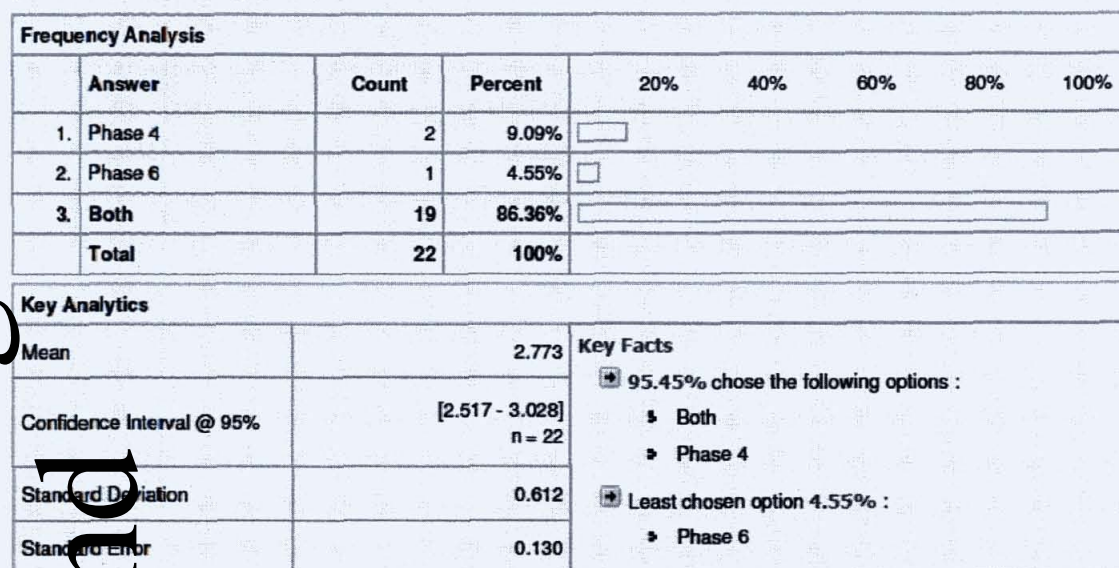 Frequency Analysis
Answer Count Percent 20% 40% 60% 80% 100%
1. Phase 4 2 9.09%
2. Phase 6 1 4.55%
3. Both 19 86.36%
Total 22 100%
Key Analytics
Mean 2.773
Confidence Interval @ 95% [2.517 - 3.028]
n = 22
Standard Deviation 0.612
Standard Error 0.130
Key Facts
95.45% chose the following options :
Both
Phase 4
Least chosen option 4.55% :
Phase 6